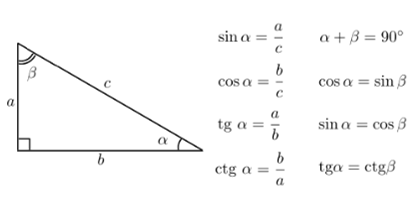 β
c
a
α
b
sin α = a/c
α + β = 90°
cos α = b/c
cos α = sin β
tg α = a/b
sin α = cos β
ctg α = b/a
tgα = ctgβ